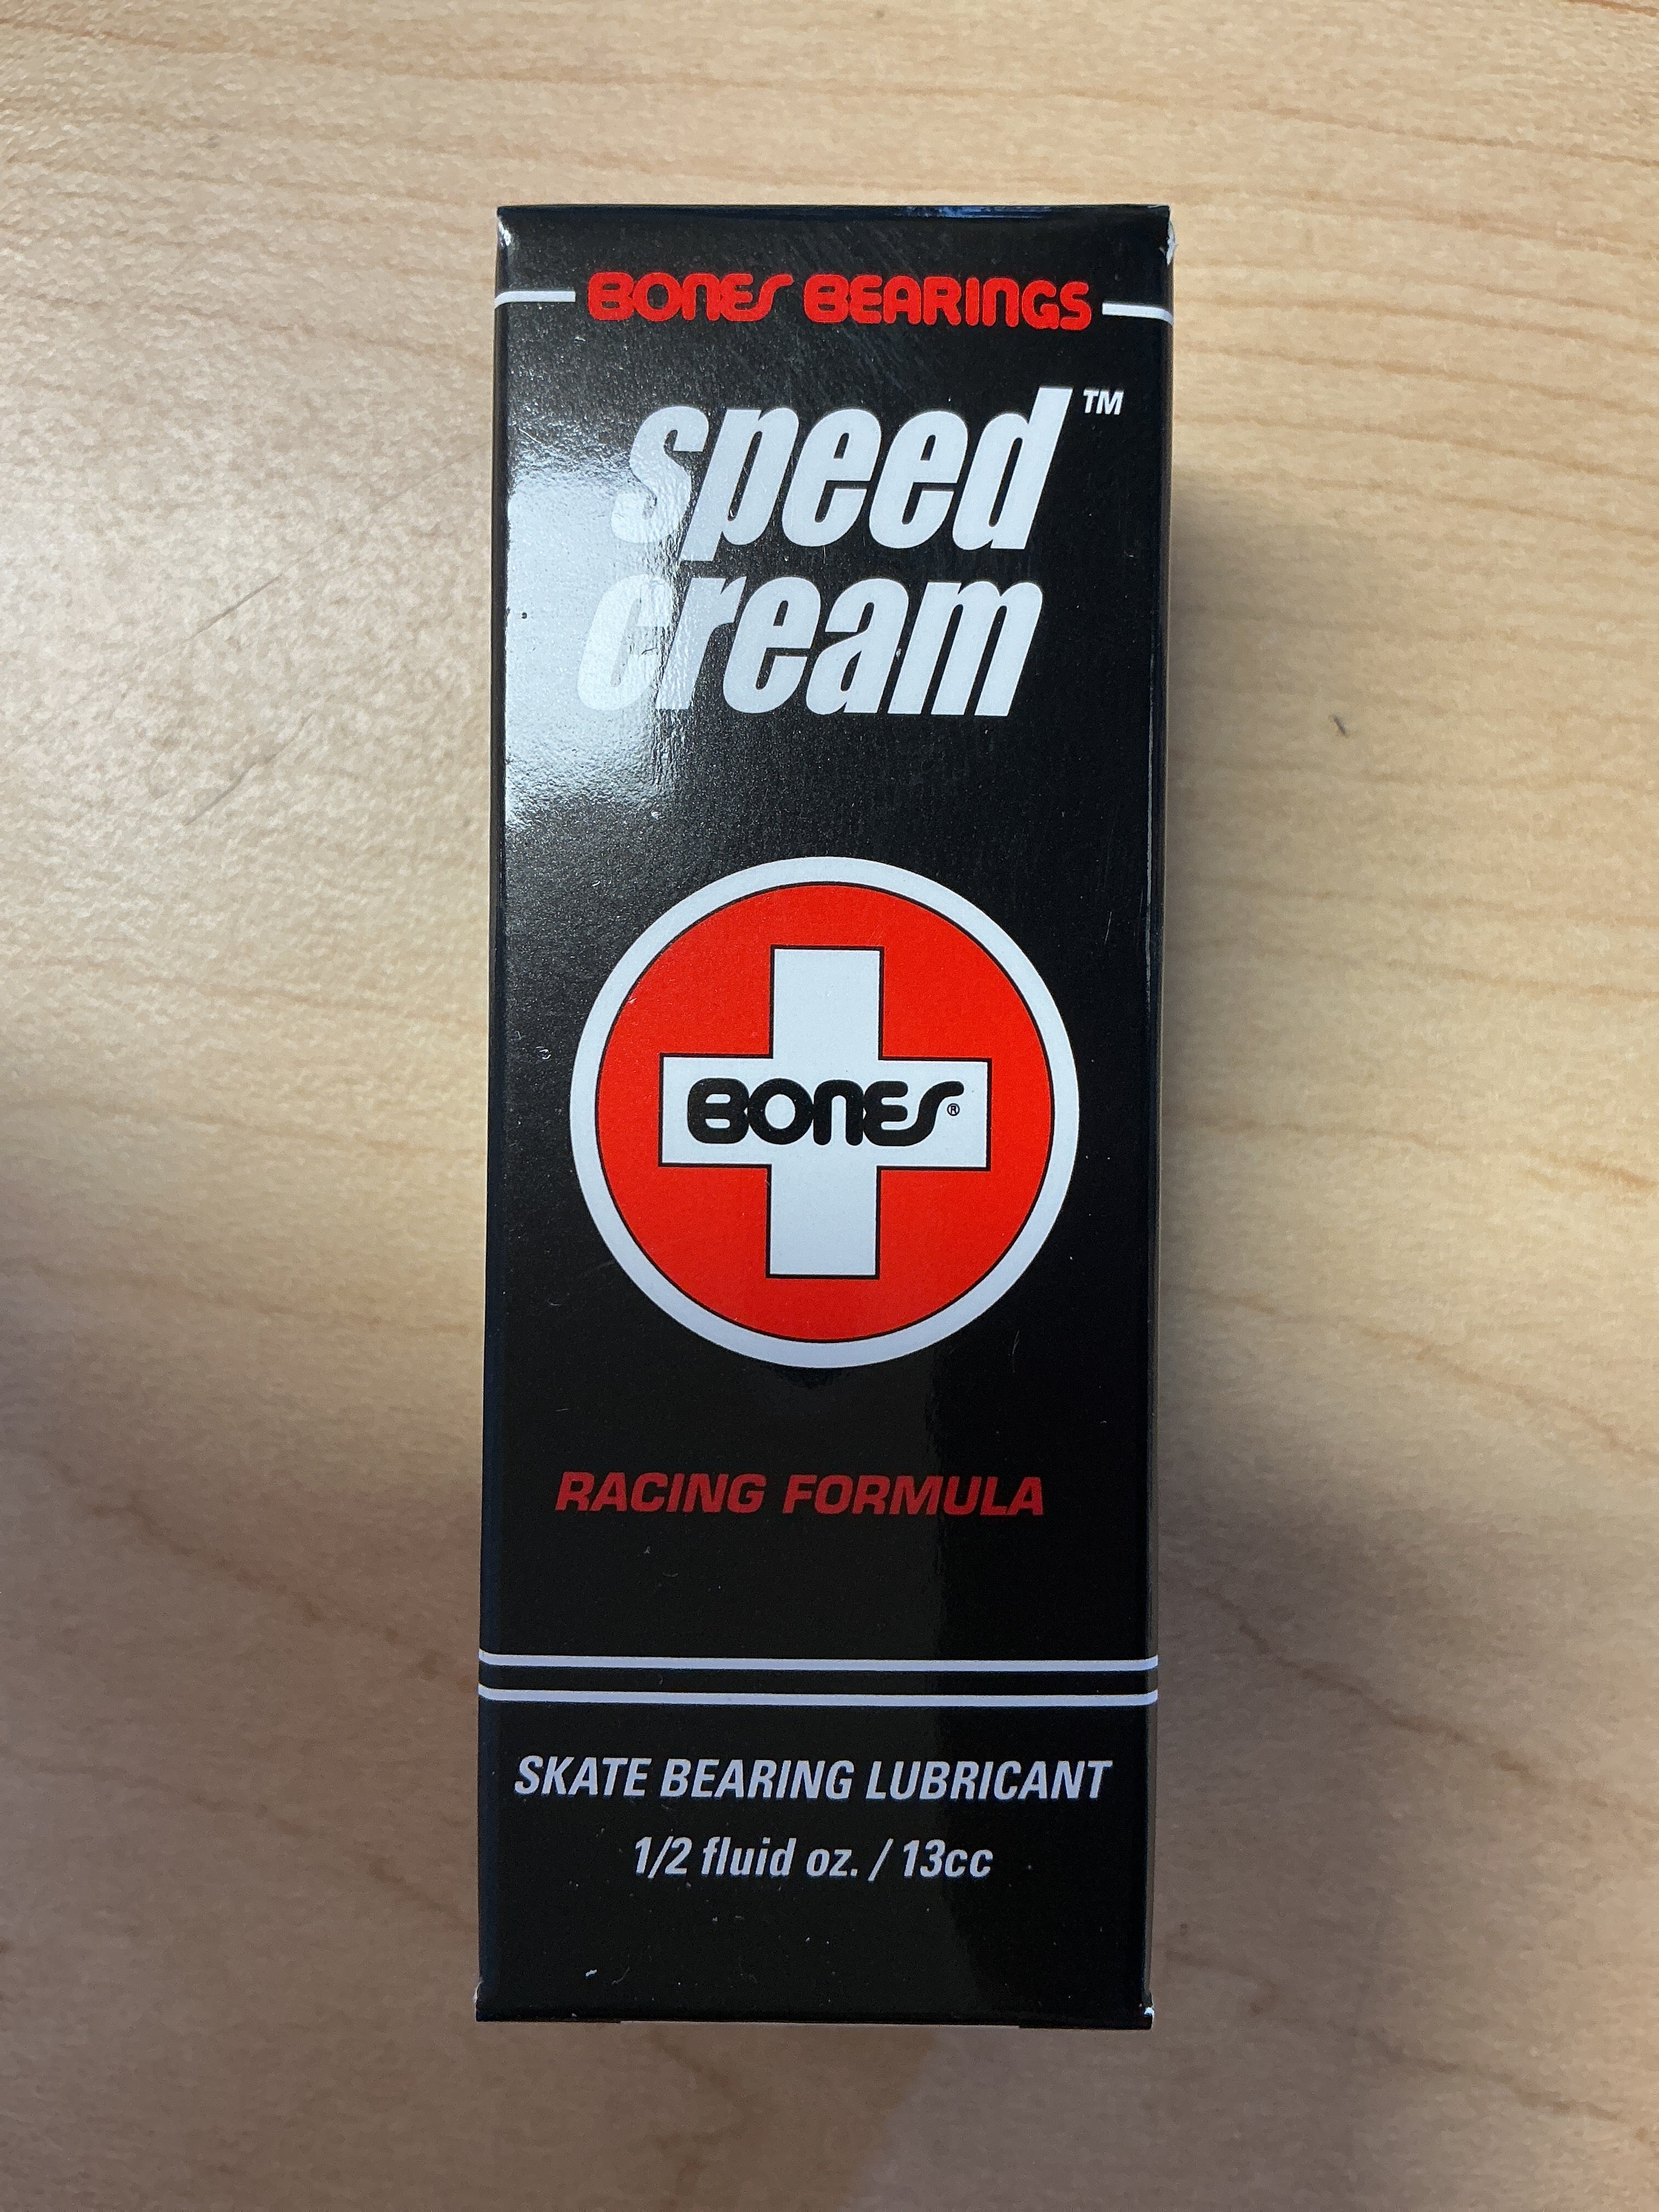 BONES BEARINGS
speed™
cream
BONES®
RACING FORMULA
SKATE BEARING LUBRICANT
1/2 fluid oz. / 13cc